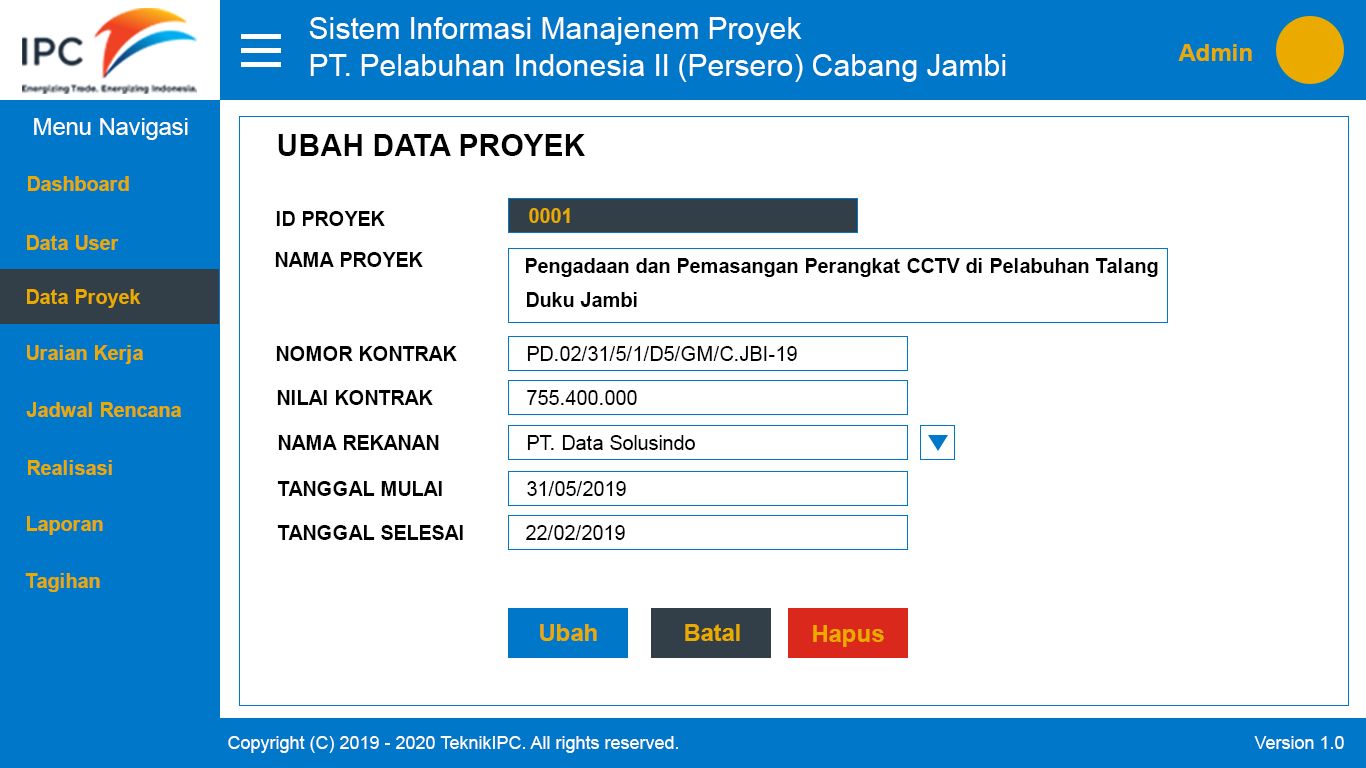 IPC
Energizing Trade. Energizing Indonesia.
Sistem Informasi Manajenem Proyek
PT. Pelabuhan Indonesia II (Persero) Cabang Jambi
Admin
Menu Navigasi
Dashboard
Data User
Data Proyek
Uraian Kerja
Jadwal Rencana
Realisasi
Laporan
Tagihan
UBAH DATA PROYEK
ID PROYEK 0001
NAMA PROYEK Pengadaan dan Pemasangan Perangkat CCTV di Pelabuhan Talang
Duku Jambi
NOMOR KONTRAK PD.02/31/5/1/D5/GM/C.JBI-19
NILAI KONTRAK 755.400.000
NAMA REKANAN PT. Data Solusindo
TANGGAL MULAI 31/05/2019
TANGGAL SELESAI 22/02/2019
Ubah Batal Hapus
Copyright (C) 2019 - 2020 TeknikIPC. All rights reserved. Version 1.0